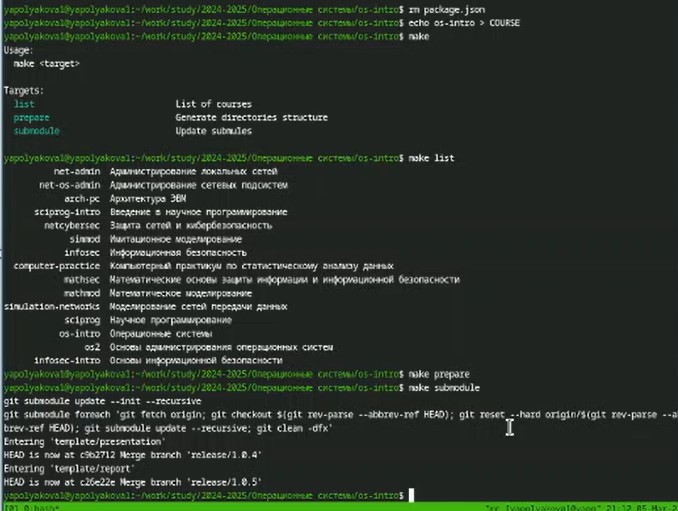 yapolyakova1@yapolyakova1:~/work/study/2024-2025/Операционные системы/os-intro$ rm package.json
yapolyakova1@yapolyakova1:~/work/study/2024-2025/Операционные системы/os-intro$ echo os-intro > COURSE
yapolyakova1@yapolyakova1:~/work/study/2024-2025/Операционные системы/os-intro$ make
Usage:
make <target>
Targets:
list List of courses
prepare Generate directories structure
submodule Update submules
yapolyakova1@yapolyakova1:~/work/study/2024-2025/Операционные системы/os-intro$ make list
net-admin Администрирование локальных сетей
net-os-admin Администрирование сетевых подсистем
arch-pc Архитектура ЭВМ
sciprog-intro Введение в научное программирование
netcybersec Защита сетей и кибербезопасность
simmod Имитационное моделирование
infosec Информационная безопасность
computer-practice Компьютерный практикум по статистическому анализу данных
mathsec Математические основы защиты информации и информационной безопасности
mathmod Математическое моделирование
simulation-networks Моделирование сетей передачи данных
sciprog Научное программирование
os-intro Операционные системы
os2 Основы администрирования операционных систем
infosec-intro Основы информационной безопасности
yapolyakova1@yapolyakova1:~/work/study/2024-2025/Операционные системы/os-intro$ make prepare
yapolyakova1@yapolyakova1:~/work/study/2024-2025/Операционные системы/os-intro$ make submodule
git submodule update --init --recursive
git submodule foreach 'git fetch origin; git checkout $(git rev-parse --abbrev-ref HEAD); git reset --hard origin/$(git rev-parse --ab
brev-ref HEAD); git submodule update --recursive; git clean -dfx'
Entering 'template/presentation'
HEAD is now at c9b2712 Merge branch 'release/1.0.4'
Entering 'template/report'
HEAD is now at c26e22e Merge branch 'release/1.0.5'
yapolyakova1@yapolyakova1:~/work/study/2024-2025/Операционные системы/os-intro$